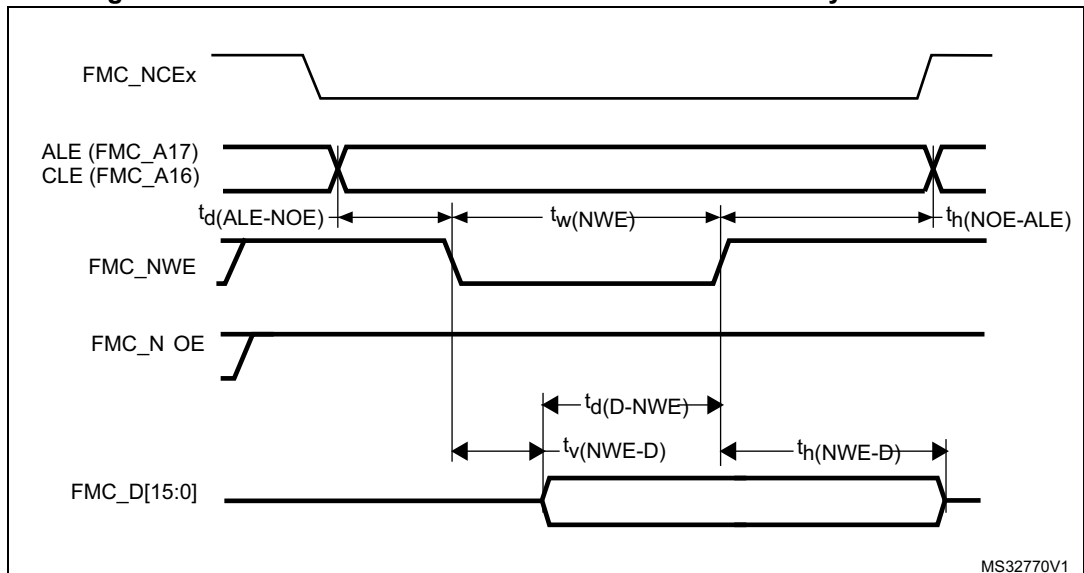 FMC_NCEx
ALE (FMC_A17)
CLE (FMC_A16)
td(ALE-NOE)
tw(NWE)
th(NOE-ALE)
FMC_NWE
FMC_N OE
td(D-NWE)
tv(NWE-D)
th(NWE-D)
FMC_D[15:0]
MS32770V1